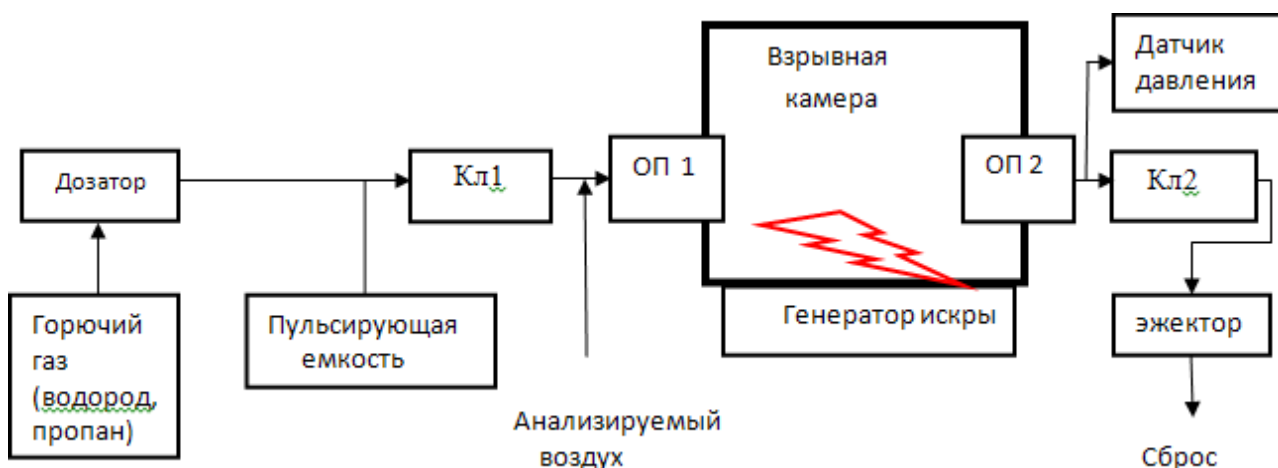 Взрывная
камера
Датчик
давления
Дозатор
Кл1
ОП 1
ОП 2
Кл2
Горючий
газ
(водород,
пропан)
Пульсирующая
емкость
Генератор искры
эжектор
Анализируемый
воздух
Сброс